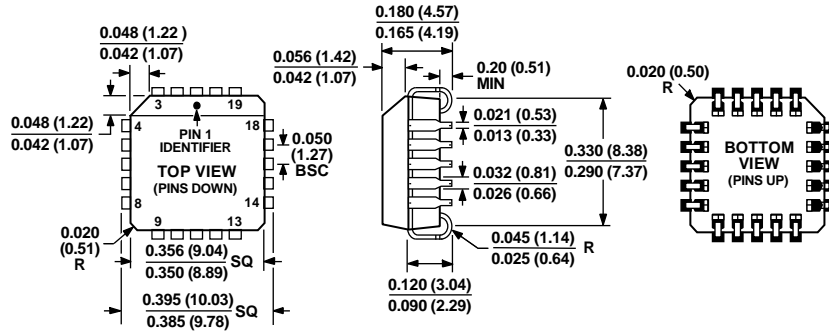 0.048 (1.22)
0.042 (1.07)
0.048 (1.22)
0.042 (1.07)
3
19
4
18
PIN 1
IDENTIFIER
TOP VIEW
(PINS DOWN)
8
14
9
13
0.050
(1.27)
BSC
0.020
(0.51)
R
0.356 (9.04)
0.350 (8.89)
SQ
0.395 (10.03)
0.385 (9.78)
SQ
0.180 (4.57)
0.165 (4.19)
0.056 (1.42)
0.042 (1.07)
0.20 (0.51)
MIN
0.021 (0.53)
0.013 (0.33)
0.032 (0.81)
0.026 (0.66)
0.330 (8.38)
0.290 (7.37)
0.045 (1.14)
0.025 (0.64)
R
0.120 (3.04)
0.090 (2.29)
0.020 (0.50)
R
BOTTOM
VIEW
(PINS UP)